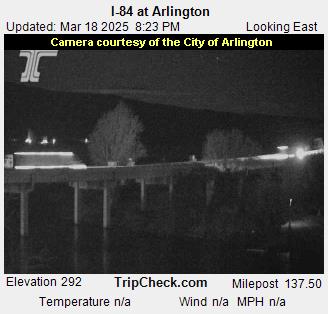 I-84 at Arlington
Updated: Mar 18 2025 8:23 PM Looking East
Camera courtesy of the City of Arlington
Elevation 292 TripCheck.com Milepost 137.50
Temperature n/a Wind n/a MPH n/a